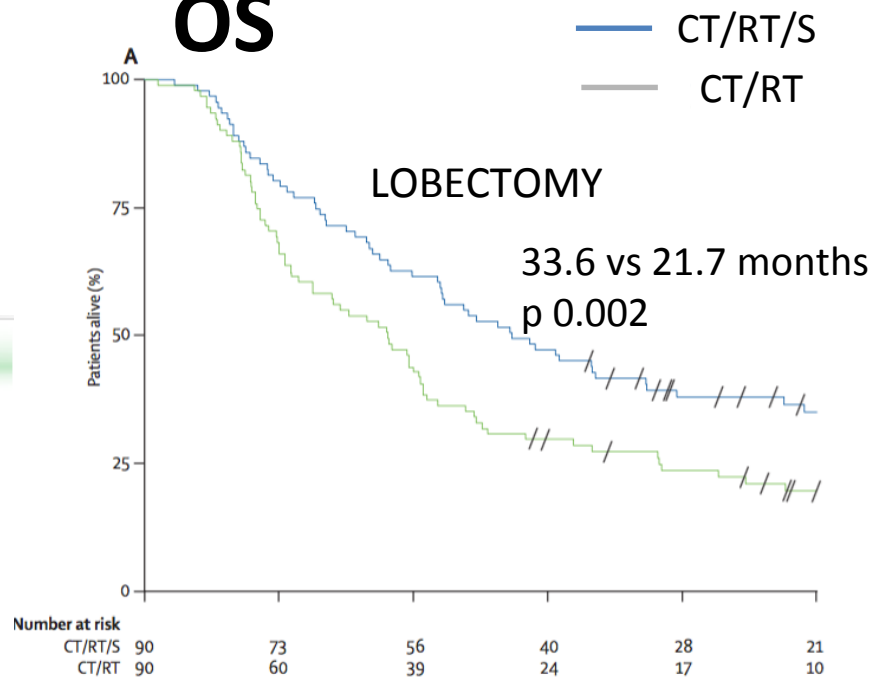 OS
CT/RT/S
CT/RT
A
100
75
50
25
0
Patients alive (%)
LOBECTOMY
33.6 vs 21.7 months
p 0.002
Number at risk
CT/RT/S 90 73 56 40 28 21
CT/RT 90 60 39 24 17 10